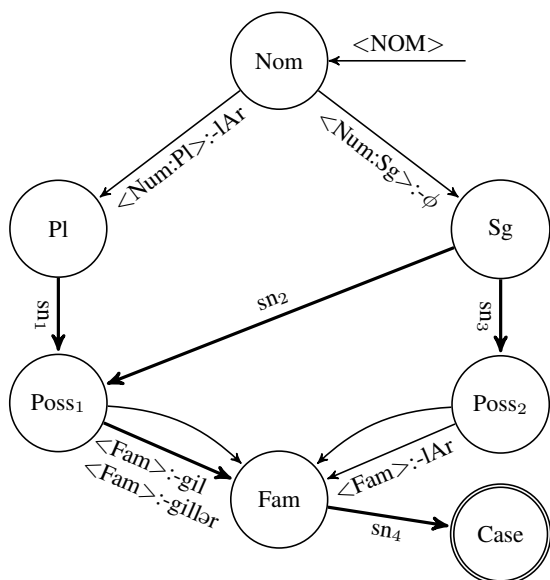 <NOM>
Nom
<Num:Pl>:-lAr
<Num:Sg>:-ϕ
Pl
Sg
sn₁
sn₂
sn₃
Poss₁
Poss₂
<Fam>:-gil
<Fam>:-gillər
<Fam>:-lAr
Fam
sn₄
Case